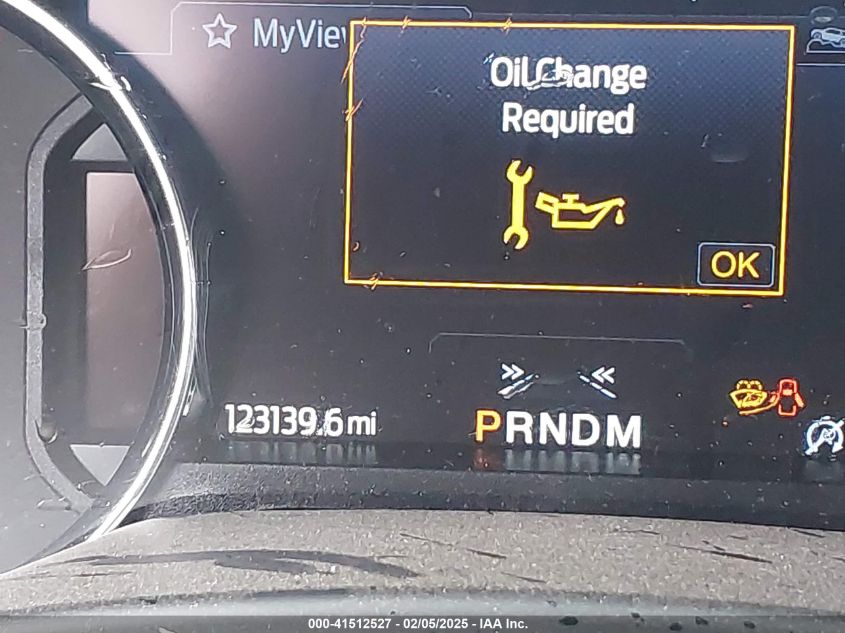 MyView
Oil Change
Required
OK
123139.6 mi
PRNDM
000-41512527 - 02/05/2025 - IAA Inc.